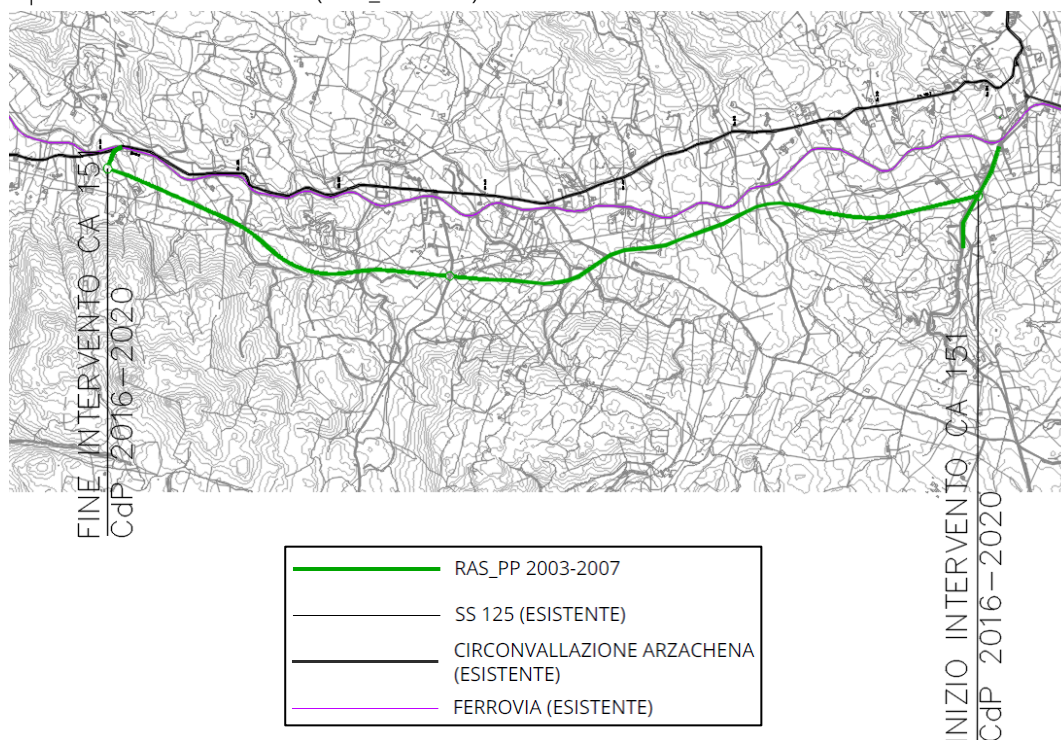 FINE INTERVENTO CA 151
CdP 2016-2020
INIZIO INTERVENTO CA 151
CdP 2016-2020
RAS_PP 2003-2007
SS 125 (ESISTENTE)
CIRCONVALLAZIONE ARZACHENA
(ESISTENTE)
FERROVIA (ESISTENTE)